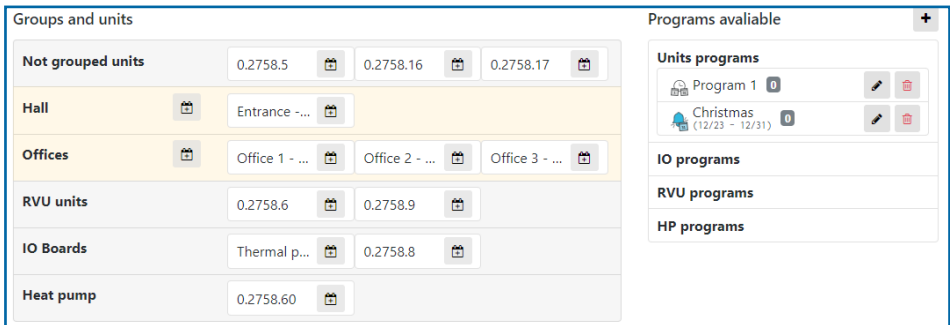 Groups and units
Not grouped units 0.2758.5 0.2758.16 0.2758.17
Hall Entrance -...
Offices Office 1 - ... Office 2 - ... Office 3 - ...
RVU units 0.2758.6 0.2758.9
IO Boards Thermal p... 0.2758.8
Heat pump 0.2758.60
Programs avaliable +
Units programs
Program 1 0
Christmas 0
(12/23 - 12/31)
IO programs
RVU programs
HP programs